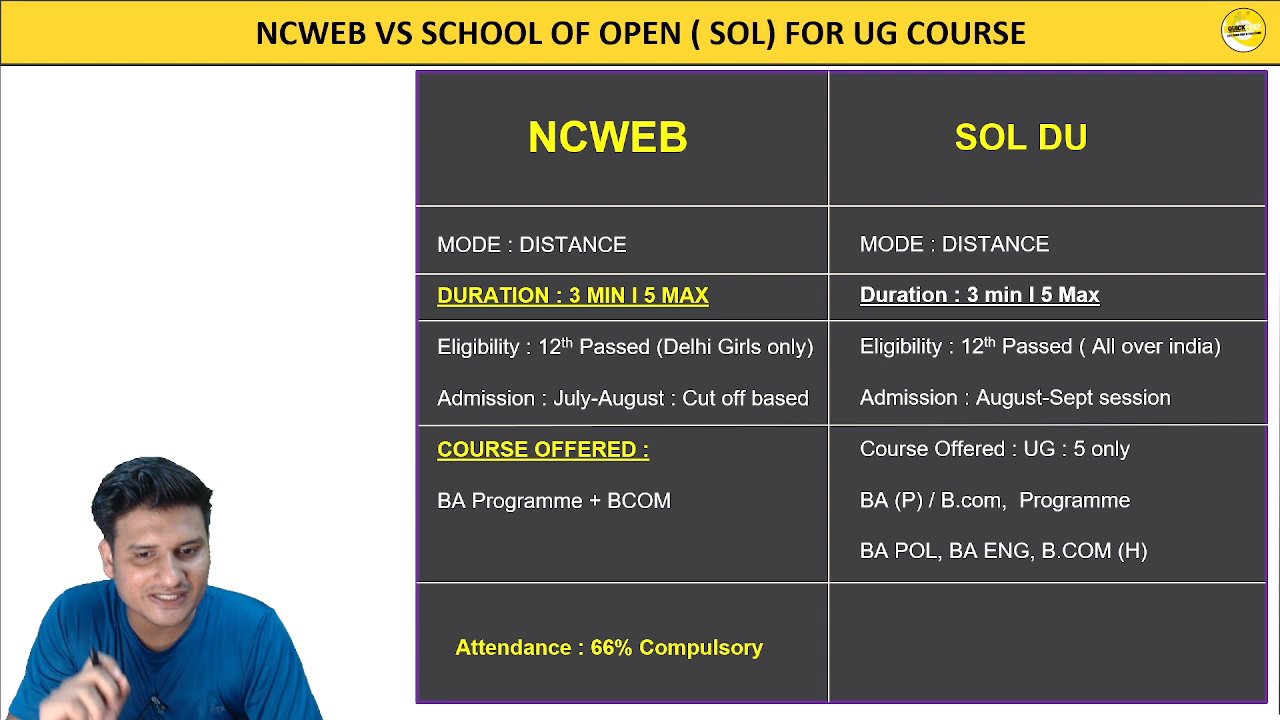 NCWEB VS SCHOOL OF OPEN ( SOL) FOR UG COURSE
QUICK
NCWEB
SOL DU
MODE : DISTANCE
MODE : DISTANCE
DURATION : 3 MIN I 5 MAX
Duration : 3 min I 5 Max
Eligibility : 12th Passed (Delhi Girls only)
Eligibility : 12th Passed ( All over india)
Admission : July-August : Cut off based
Admission : August-Sept session
COURSE OFFERED :
Course Offered : UG : 5 only
BA Programme + BCOM
BA (P) / B.com, Programme
BA POL, BA ENG, B.COM (H)
Attendance : 66% Compulsory